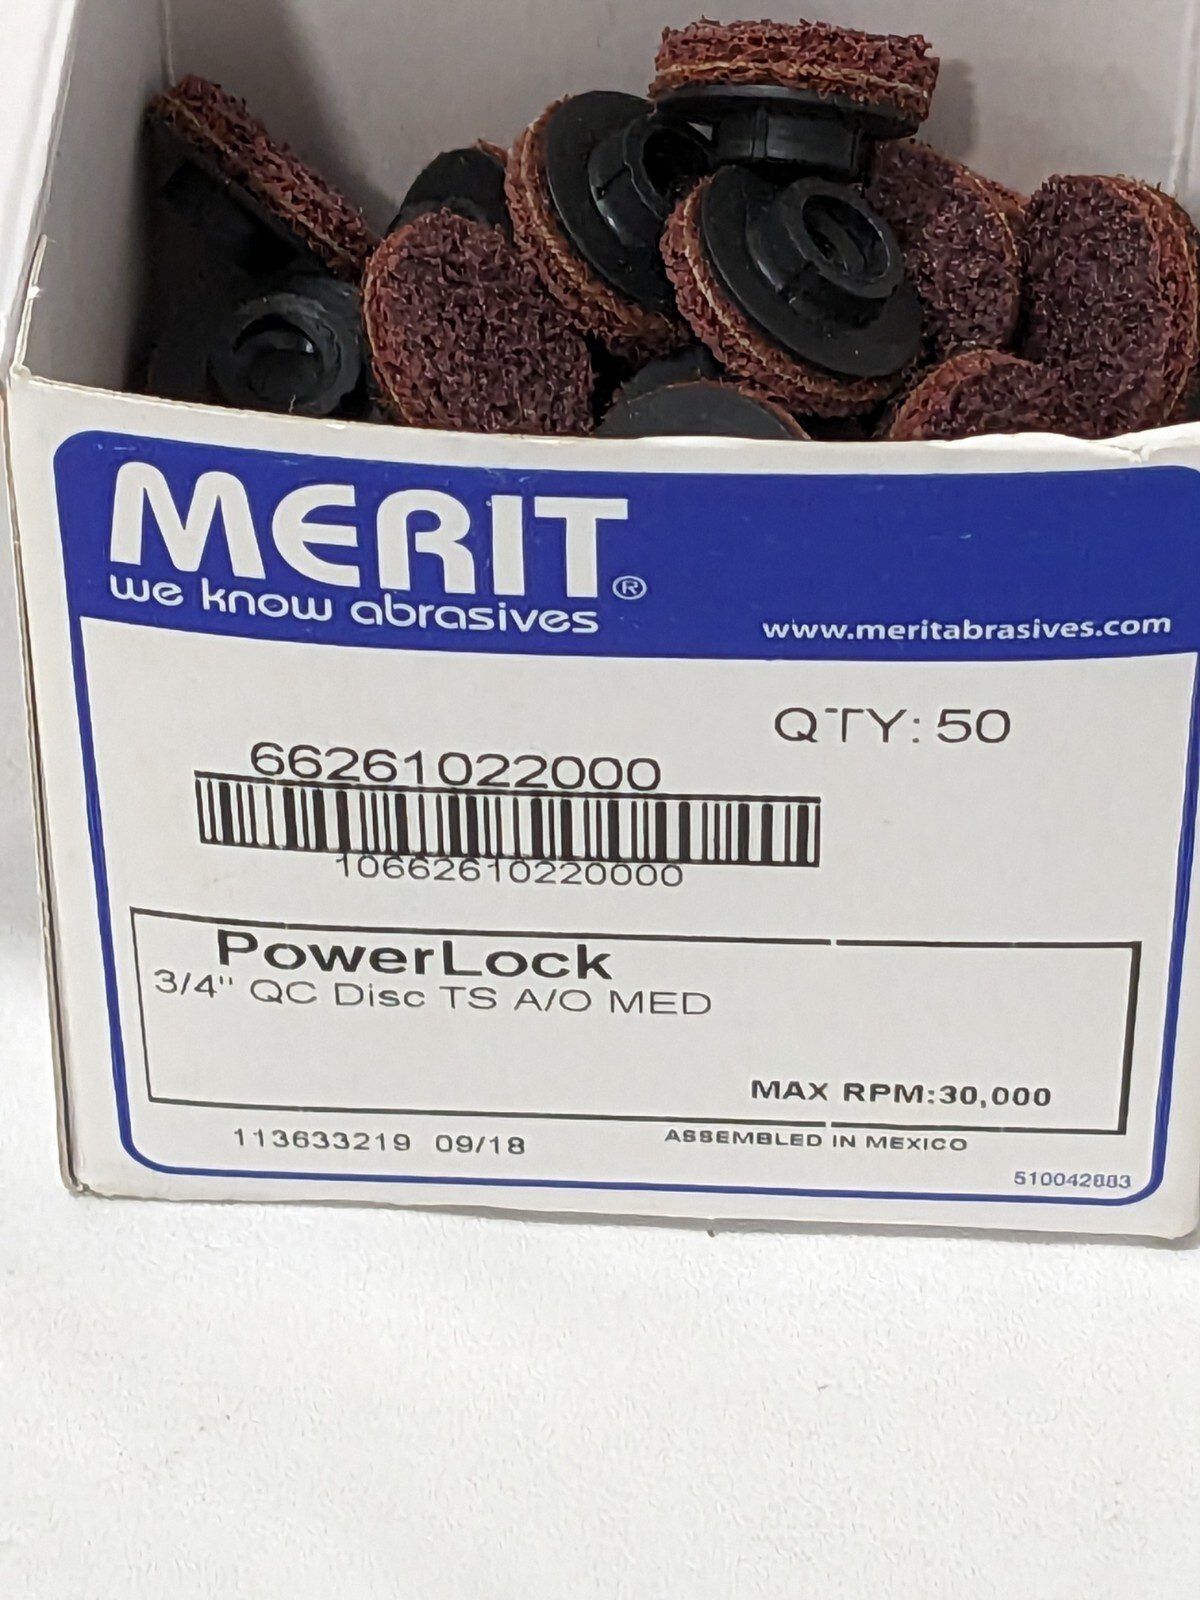 MERIT®
we know abrasives
www.meritabrasives.com
QTY: 50
66261022000
10662610220000
PowerLock
3/4" QC Disc TS A/O MED
MAX RPM:30,000
113633219 09/18
ASSEMBLED IN MEXICO
510042883